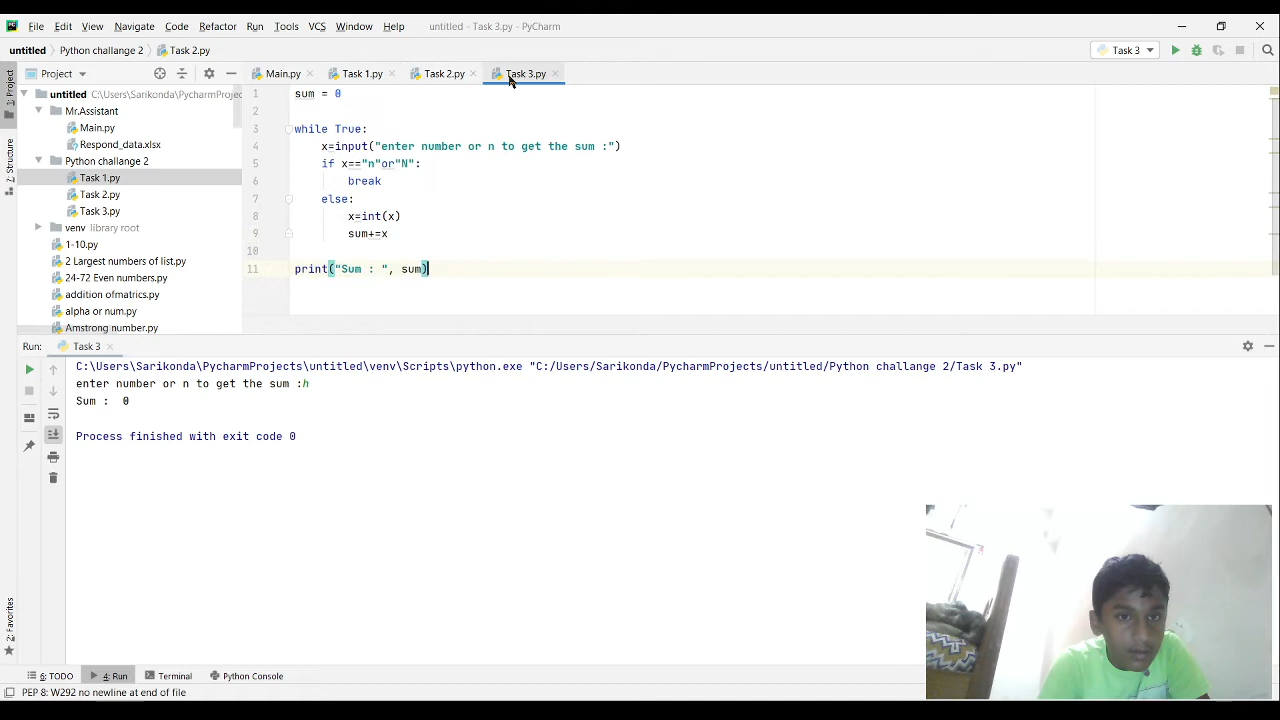 File Edit View Navigate Code Refactor Run Tools VCS Window Help untitled - Task 3.py - PyCharm
untitled Python challange 2 Task 2.py Task 3
1: Project
Project
Main.py Task 1.py Task 2.py Task 3.py
untitled C:\Users\Sarikonda\PycharmProjec
Mr.Assistant
Main.py
Respond_data.xlsx
Python challange 2
Task 1.py
Task 2.py
Task 3.py
venv library root
1-10.py
2 Largest numbers of list.py
24-72 Even numbers.py
addition ofmatrics.py
alpha or num.py
Amstrong number.py
7: Structure
1 sum = 0
2
3 while True:
4 x=input("enter number or n to get the sum :")
5 if x=="n"or"N":
6 break
7 else:
8 x=int(x)
9 sum+=x
10
11 print("Sum : ", sum)
Run: Task 3
C:\Users\Sarikonda\PycharmProjects\untitled\venv\Scripts\python.exe "C:/Users/Sarikonda/PycharmProjects/untitled/Python challange 2/Task 3.py"
enter number or n to get the sum :h
Sum :  0
Process finished with exit code 0
2: Favorites
6: TODO 4: Run Terminal Python Console
PEP 8: W292 no newline at end of file